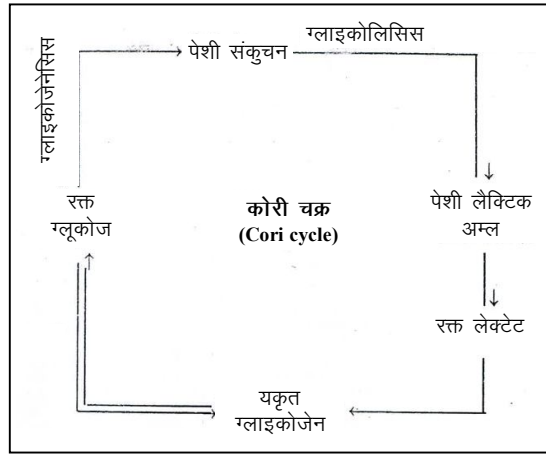 ग्लाइकोजेनेसिस
पेशी संकुचन
ग्लाइकोलिसिस
रक्त
ग्लूकोज
कोरी चक्र
(Cori cycle)
पेशी लैक्टिक
अम्ल
रक्त लेक्टेट
यकृत
ग्लाइकोजेन